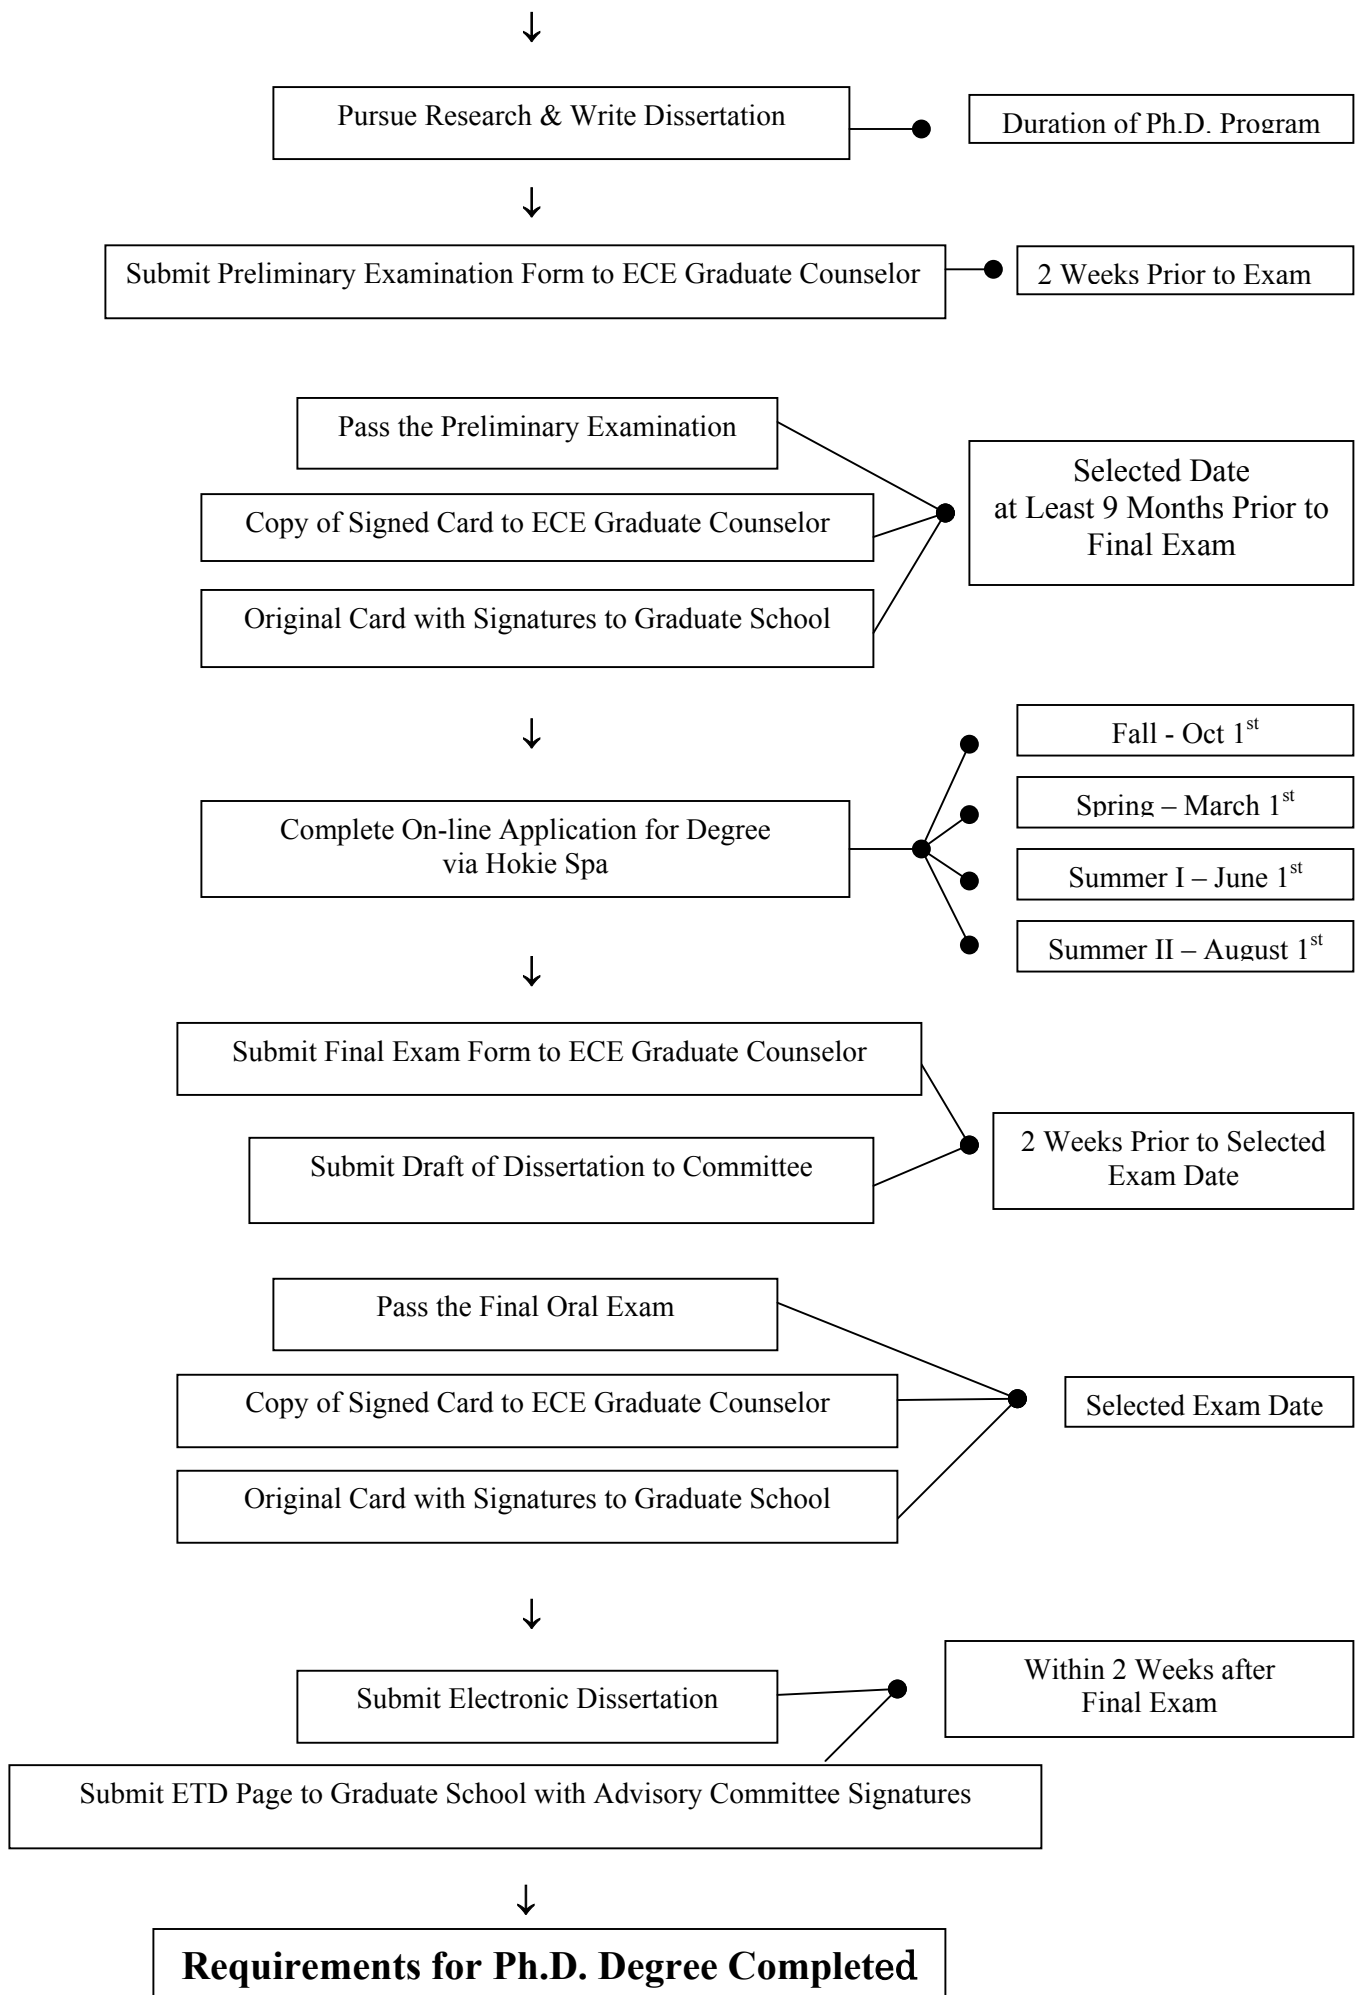 Pursue Research & Write Dissertation
Duration of Ph.D. Program
Submit Preliminary Examination Form to ECE Graduate Counselor
2 Weeks Prior to Exam
Pass the Preliminary Examination
Copy of Signed Card to ECE Graduate Counselor
Original Card with Signatures to Graduate School
Selected Date
at Least 9 Months Prior to
Final Exam
Complete On-line Application for Degree
via Hokie Spa
Fall - Oct 1st
Spring – March 1st
Summer I – June 1st
Summer II – August 1st
Submit Final Exam Form to ECE Graduate Counselor
Submit Draft of Dissertation to Committee
2 Weeks Prior to Selected
Exam Date
Pass the Final Oral Exam
Copy of Signed Card to ECE Graduate Counselor
Original Card with Signatures to Graduate School
Selected Exam Date
Submit Electronic Dissertation
Within 2 Weeks after
Final Exam
Submit ETD Page to Graduate School with Advisory Committee Signatures
Requirements for Ph.D. Degree Completed